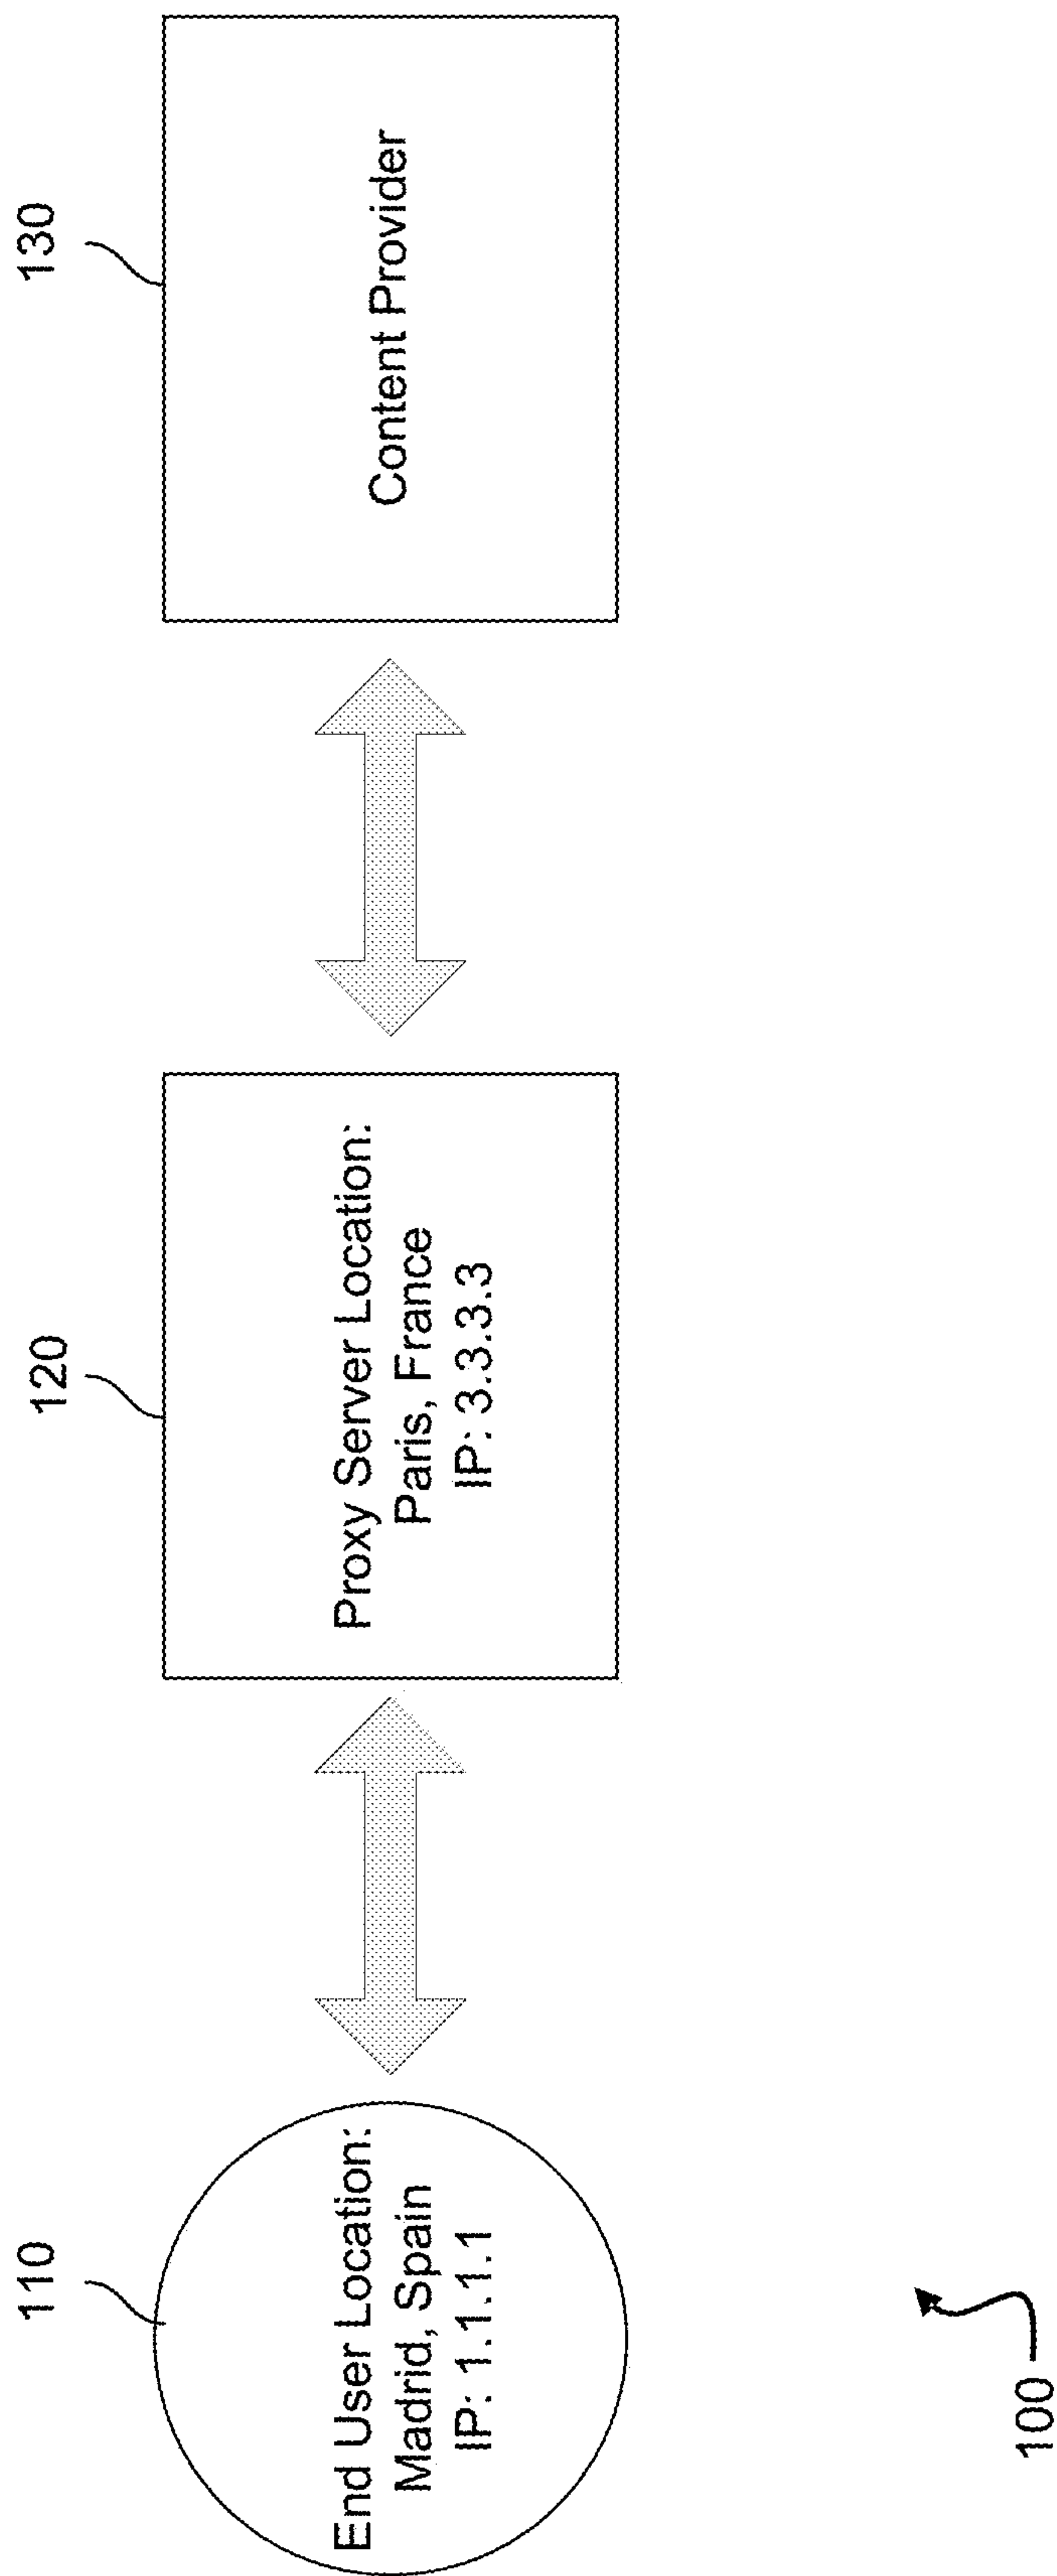 110
End User Location:
Madrid, Spain
IP: 1.1.1.1
120
Proxy Server Location:
Paris, France
IP: 3.3.3.3
130
Content Provider
100